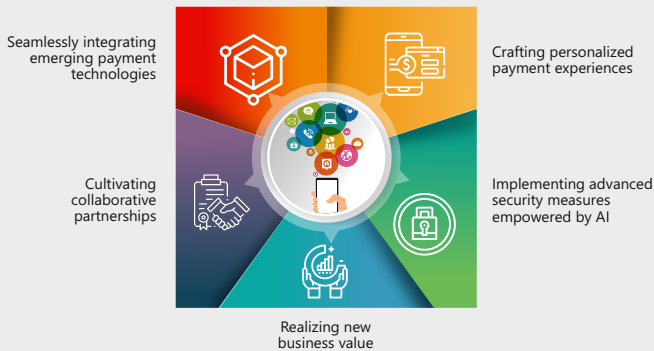 Seamlessly integrating
emerging payment
technologies
Crafting personalized
payment experiences
Cultivating
collaborative
partnerships
Implementing advanced
security measures
empowered by AI
Realizing new
business value